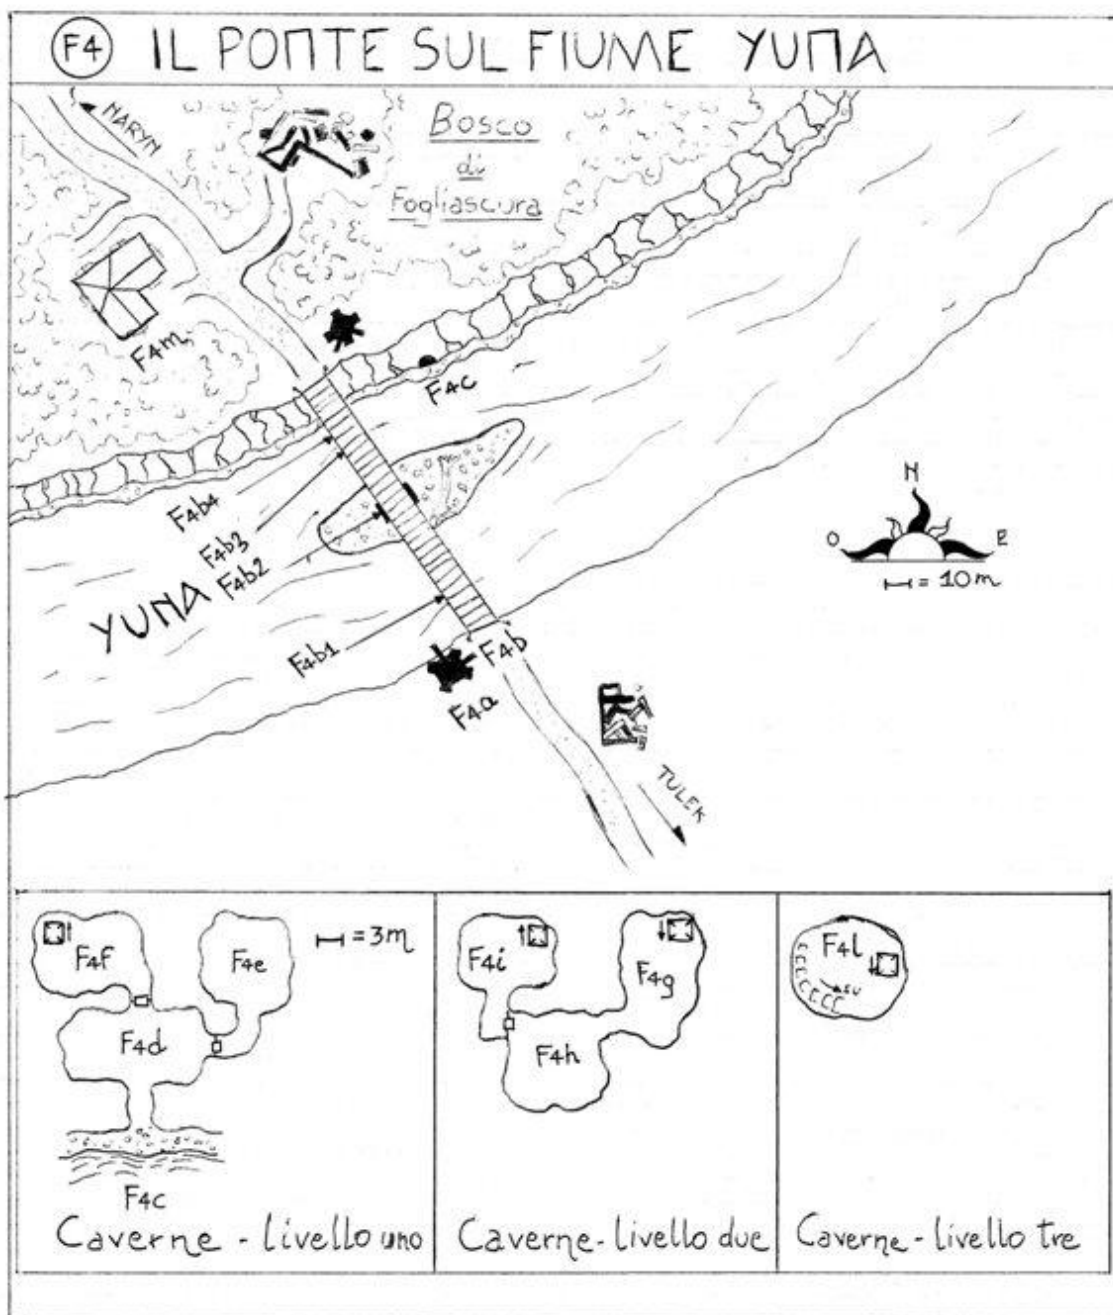 F4 IL PONTE SUL FIUME YUNA
NARYN
Bosco
di
Fogliascura
F4m
F4c
F4b4
F4b3
F4b2
YUNA
F4b1
F4b
F4a
N
O E
= 10 m
TULEK
F4f
= 3m
F4e
F4d
F4c
Caverne - livello uno
F4i
F4g
F4h
Caverne - livello due
F4l
su
Caverne - livello tre